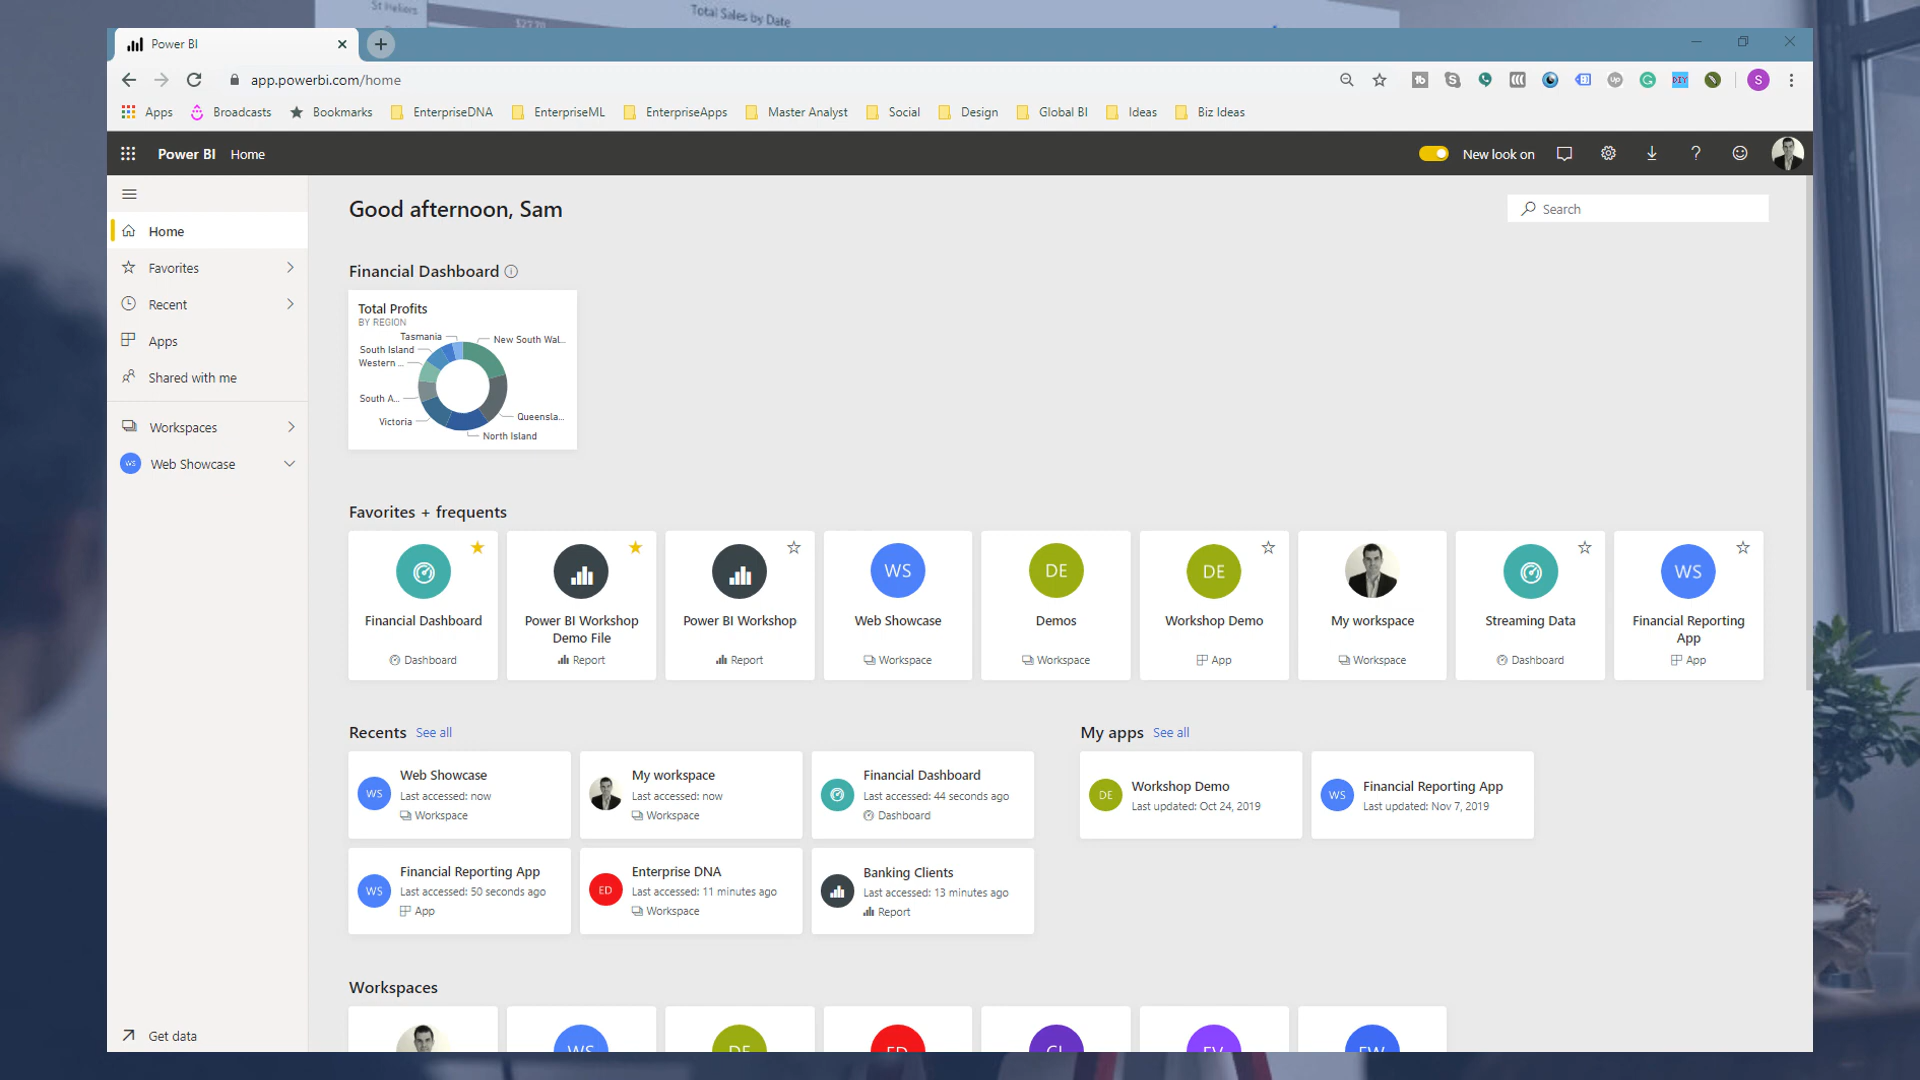 St Heliers
$27.70
Total Sales by Date
Power BI
app.powerbi.com/home
Apps
Broadcasts
Bookmarks
EnterpriseDNA
EnterpriseML
EnterpriseApps
Master Analyst
Social
Design
Global BI
Ideas
Biz Ideas
S
Power BI Home
New look on
?
Good afternoon, Sam
Search
Home
Favorites
Recent
Apps
Shared with me
Workspaces
WS Web Showcase
Get data
Financial Dashboard
Total Profits
BY REGION
Tasmania
New South Wal...
South Island
Western ...
South A...
Queensla...
Victoria
North Island
Favorites + frequents
Financial Dashboard
Dashboard
Power BI Workshop
Demo File
Report
Power BI Workshop
Report
WS
Web Showcase
Workspace
DE
Demos
Workspace
DE
Workshop Demo
App
My workspace
Workspace
Streaming Data
Dashboard
WS
Financial Reporting
App
App
Recents See all
WS
Web Showcase
Last accessed: now
Workspace
My workspace
Last accessed: now
Workspace
Financial Dashboard
Last accessed: 44 seconds ago
Dashboard
WS
Financial Reporting App
Last accessed: 50 seconds ago
App
ED
Enterprise DNA
Last accessed: 11 minutes ago
Workspace
Banking Clients
Last accessed: 13 minutes ago
Report
My apps See all
DE
Workshop Demo
Last updated: Oct 24, 2019
WS
Financial Reporting App
Last updated: Nov 7, 2019
Workspaces
WS
DE
ED